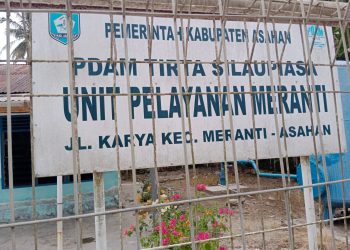 PEMERINTAH KABUPATEN ASAHAN
PDAM TIRTA SILAUPIASA
UNIT PELAYANAN MERANTI
JL. KARYA KEC. MERANTI - ASAHAN